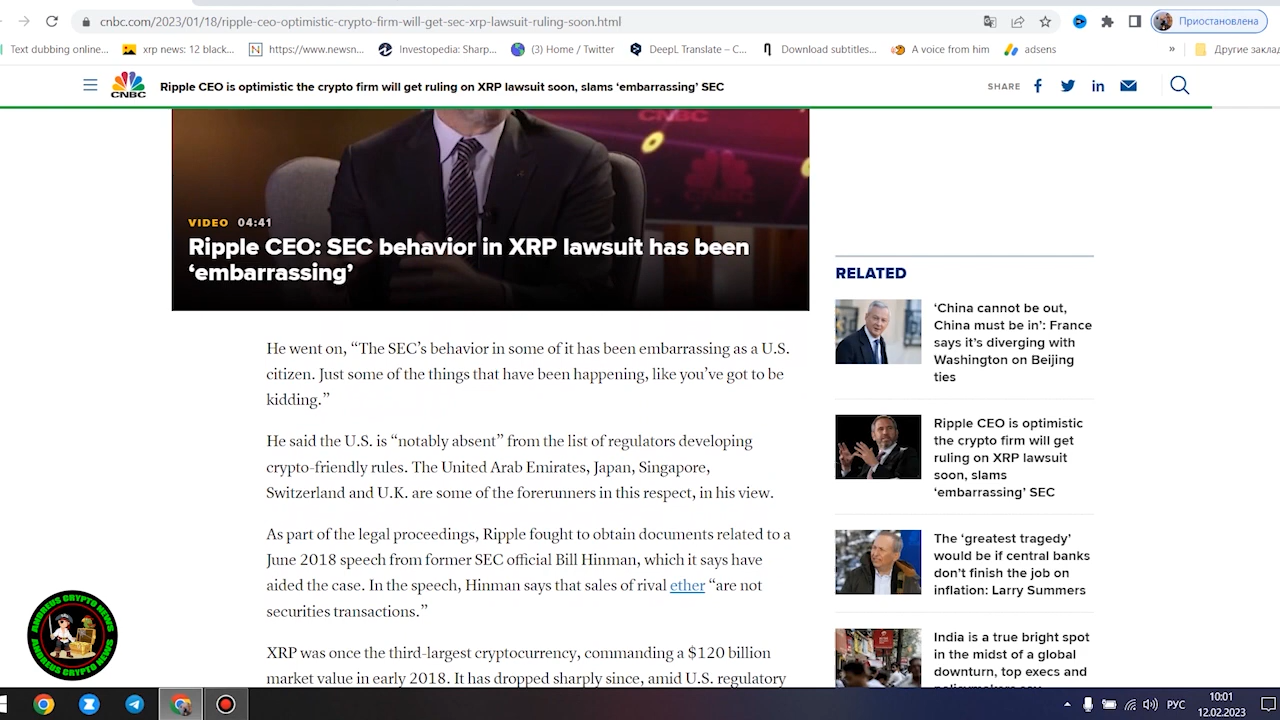 cnbc.com/2023/01/18/ripple-ceo-optimistic-crypto-firm-will-get-sec-xrp-lawsuit-ruling-soon.html
Приостановлена
Text dubbing online...
xrp news: 12 black...
https://www.newsn...
Investopedia: Sharp...
(3) Home / Twitter
DeepL Translate – C...
Download subtitles...
A voice from him
adsens
»
Другие закла
CNBC
Ripple CEO is optimistic the crypto firm will get ruling on XRP lawsuit soon, slams ‘embarrassing’ SEC
SHARE
CNBC
VIDEO 04:41
Ripple CEO: SEC behavior in XRP lawsuit has been
‘embarrassing’
He went on, “The SEC’s behavior in some of it has been embarrassing as a U.S.
citizen. Just some of the things that have been happening, like you’ve got to be
kidding.”
He said the U.S. is “notably absent” from the list of regulators developing
crypto-friendly rules. The United Arab Emirates, Japan, Singapore,
Switzerland and U.K. are some of the forerunners in this respect, in his view.
As part of the legal proceedings, Ripple fought to obtain documents related to a
June 2018 speech from former SEC official Bill Hinman, which it says have
aided the case. In the speech, Hinman says that sales of rival ether “are not
securities transactions.”
XRP was once the third-largest cryptocurrency, commanding a $120 billion
market value in early 2018. It has dropped sharply since, amid U.S. regulatory
RELATED
‘China cannot be out,
China must be in’: France
says it’s diverging with
Washington on Beijing
ties
Ripple CEO is optimistic
the crypto firm will get
ruling on XRP lawsuit
soon, slams
‘embarrassing’ SEC
The ‘greatest tragedy’
would be if central banks
don’t finish the job on
inflation: Larry Summers
India is a true bright spot
in the midst of a global
downturn, top execs and
ANDREUS CRYPTO NEWS
ANDREUS CRYPTO NEWS
РУС
10:01
12.02.2023